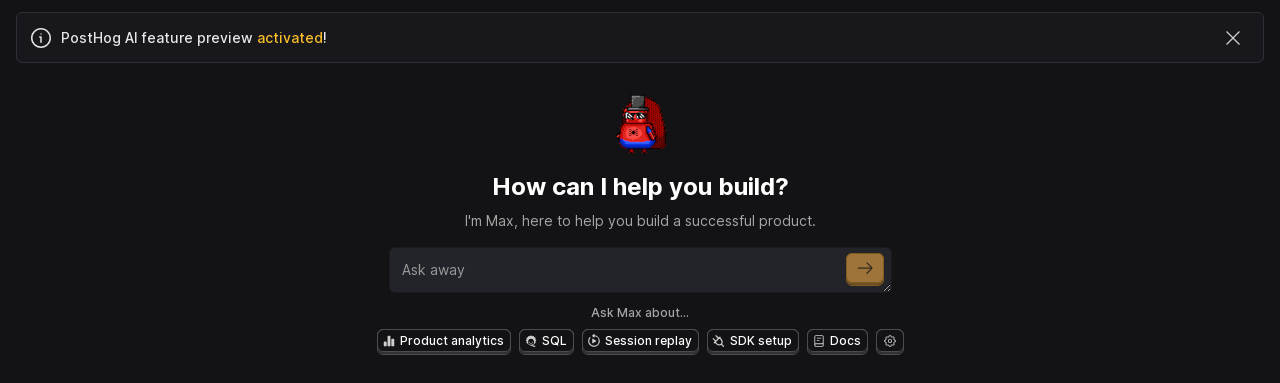 PostHog AI feature preview activated!
How can I help you build?
I'm Max, here to help you build a successful product.
Ask away
Ask Max about...
Product analytics
SQL
Session replay
SDK setup
Docs